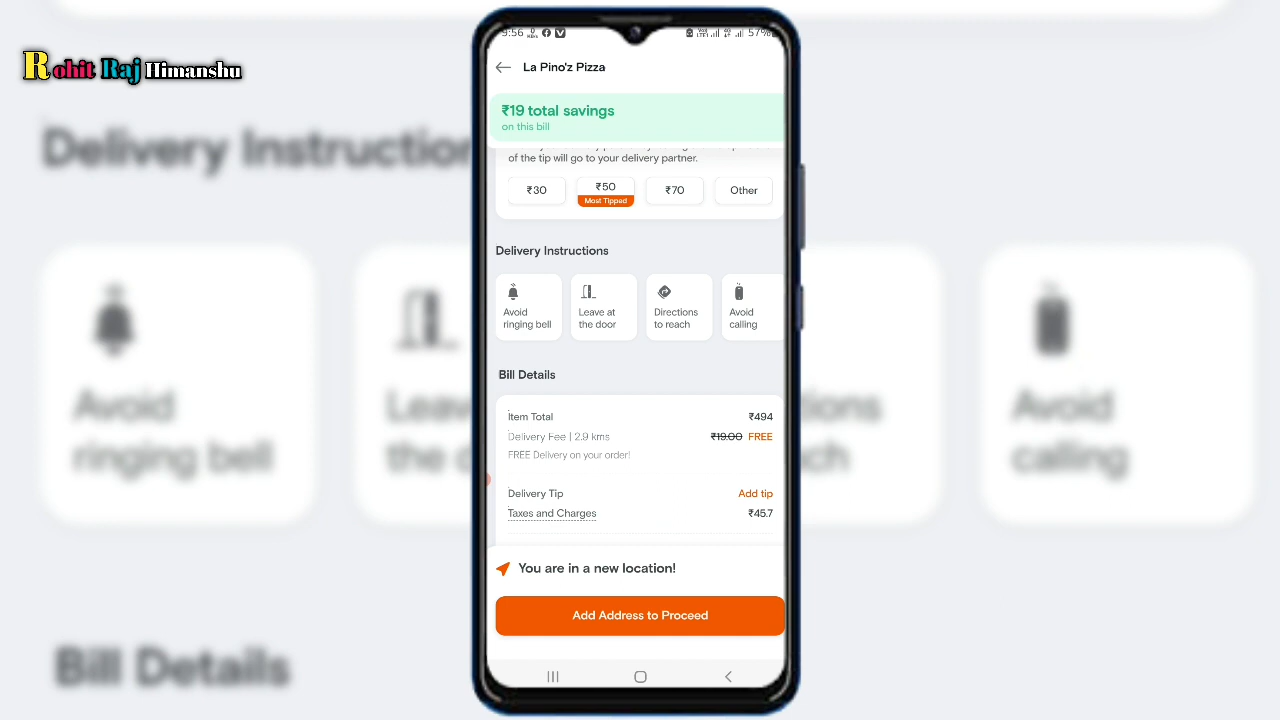 Rohit Raj Himanshu
9:56
57%
La Pino'z Pizza
₹19 total savings
on this bill
of the tip will go to your delivery partner.
₹30
₹50
Most Tipped
₹70
Other
Delivery Instructions
Avoid
ringing bell
Leave at
the door
Directions
to reach
Avoid
calling
Bill Details
Item Total ₹494
Delivery Fee | 2.9 kms ₹19.00 FREE
FREE Delivery on your order!
Delivery Tip Add tip
Taxes and Charges ₹45.7
You are in a new location!
Add Address to Proceed
Delivery Instruction
Avoid
ringing bell
Avoid
calling
Bill Details